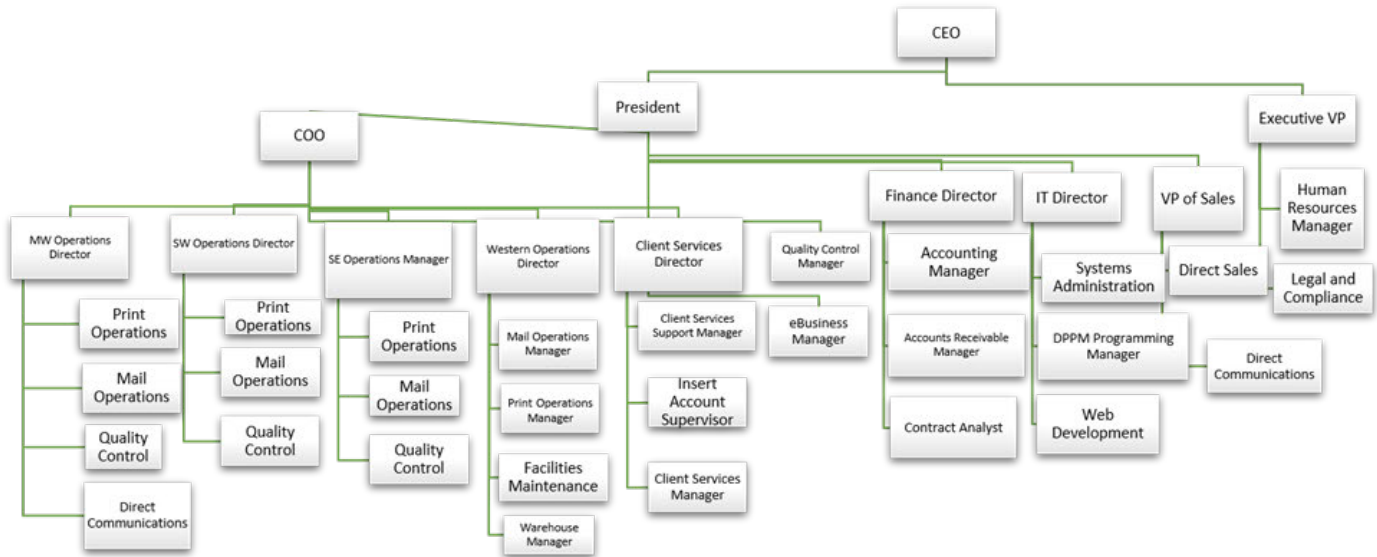 CEO
President
Executive VP
COO
Finance Director
IT Director
VP of Sales
Human
Resources
Manager
MW Operations
Director
SW Operations Director
SE Operations Manager
Western Operations
Director
Client Services
Director
Quality Control
Manager
Accounting
Manager
Systems
Administration
Direct Sales
Legal and
Compliance
Print
Operations
Print
Operations
Print
Operations
Mail Operations
Manager
Client Services
Support Manager
eBusiness
Manager
Accounts Receivable
Manager
DPPM Programming
Manager
Direct
Communications
Mail
Operations
Mail
Operations
Mail
Operations
Print Operations
Manager
Insert
Account
Supervisor
Contract Analyst
Web
Development
Quality
Control
Quality
Control
Quality
Control
Facilities
Maintenance
Client Services
Manager
Direct
Communications
Warehouse
Manager